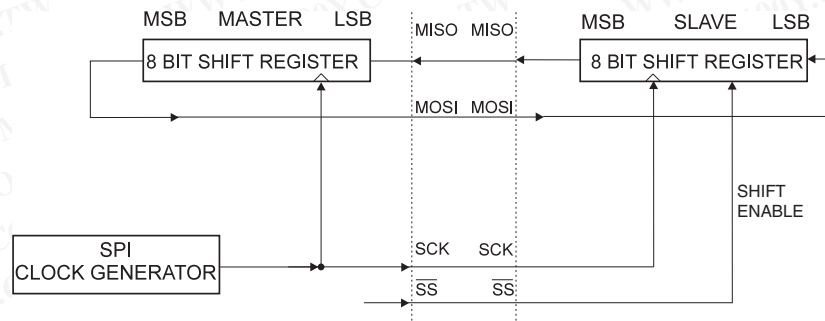 MSB MASTER LSB
MSB SLAVE LSB
MISO MISO
8 BIT SHIFT REGISTER
8 BIT SHIFT REGISTER
MOSI MOSI
SHIFT
ENABLE
SPI
CLOCK GENERATOR
SCK SCK
SS SS